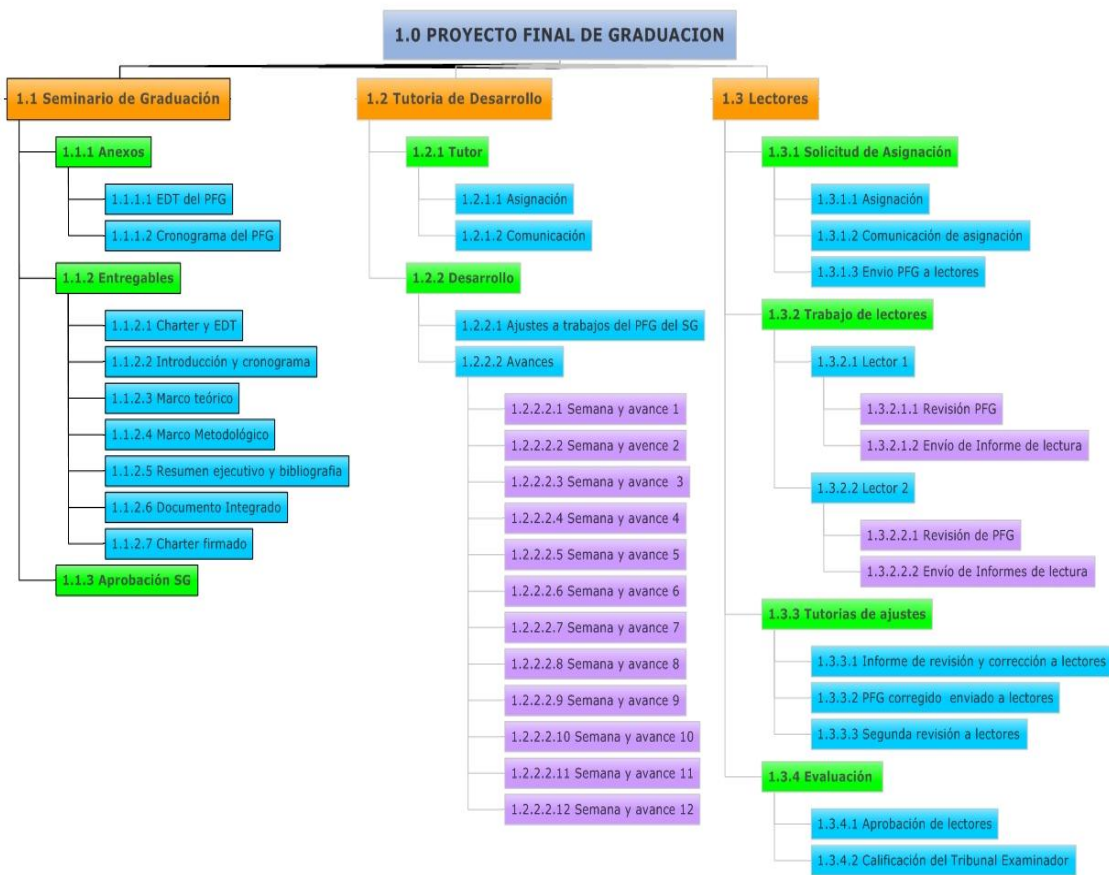 1.0 PROYECTO FINAL DE GRADUACION
1.1 Seminario de Graduación
1.1.1 Anexos
1.1.1.1 EDT del PFG
1.1.1.2 Cronograma del PFG
1.1.2 Entregables
1.1.2.1 Charter y EDT
1.1.2.2 Introducción y cronograma
1.1.2.3 Marco teórico
1.1.2.4 Marco Metodológico
1.1.2.5 Resumen ejecutivo y bibliografia
1.1.2.6 Documento Integrado
1.1.2.7 Charter firmado
1.1.3 Aprobación SG
1.2 Tutoria de Desarrollo
1.2.1 Tutor
1.2.1.1 Asignación
1.2.1.2 Comunicación
1.2.2 Desarrollo
1.2.2.1 Ajustes a trabajos del PFG del SG
1.2.2.2 Avances
1.2.2.2.1 Semana y avance 1
1.2.2.2.2 Semana y avence 2
1.2.2.2.3 Semana y avance 3
1.2.2.2.4 Semana y avance 4
1.2.2.2.5 Semana y avance 5
1.2.2.2.6 Semana y avance 6
1.2.2.2.7 Semana y avance 7
1.2.2.2.8 Semana y avance 8
1.2.2.2.9 Semana y avance 9
1.2.2.2.10 Semana y avance 10
1.2.2.2.11 Semana y avance 11
1.2.2.2.12 Semana y avance 12
1.3 Lectores
1.3.1 Solicitud de Asignación
1.3.1.1 Asignación
1.3.1.2 Comunicación de asignación
1.3.1.3 Envio PFG a lectores
1.3.2 Trabajo de lectores
1.3.2.1 Lector 1
1.3.2.1.1 Revisión PFG
1.3.2.1.2 Envío de Informe de lectura
1.3.2.2 Lector 2
1.3.2.2.1 Revisión de PFG
1.3.2.2.2 Envío de Informes de lectura
1.3.3 Tutorias de ajustes
1.3.3.1 Informe de revisión y corrección a lectores
1.3.3.2 PFG corregido enviado a lectores
1.3.3.3 Segunda revisión a lectores
1.3.4 Evaluación
1.3.4.1 Aprobación de lectores
1.3.4.2 Calificación del Tribunal Examinador